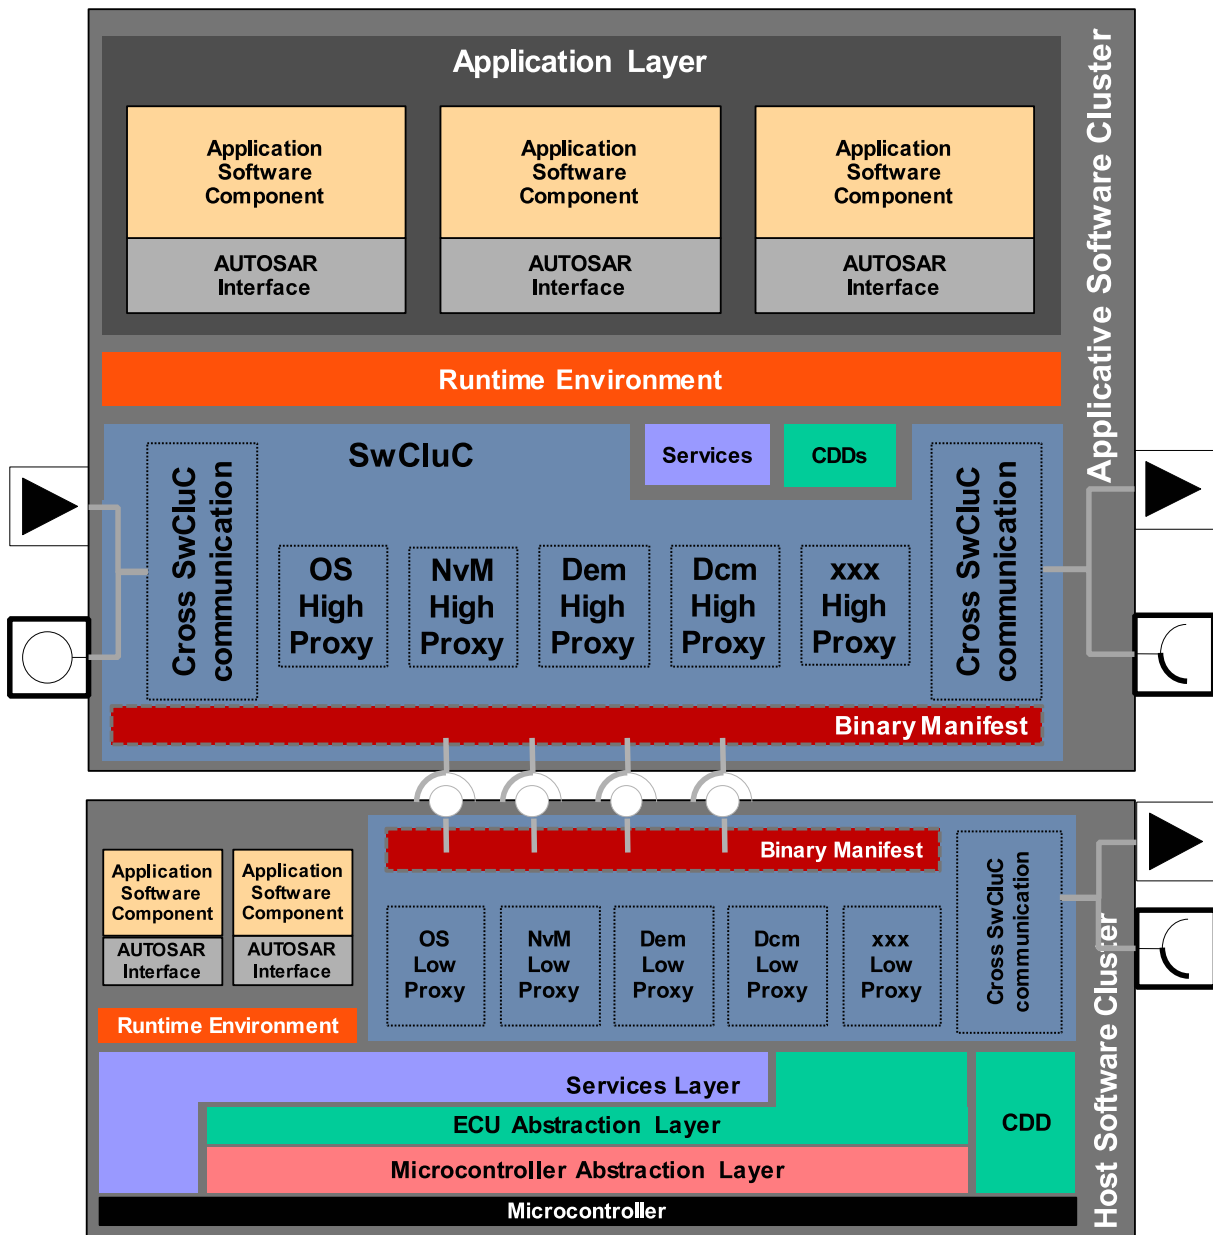 Application Layer
Application
Software
Component
AUTOSAR
Interface
Application
Software
Component
AUTOSAR
Interface
Application
Software
Component
AUTOSAR
Interface
Applicative Software Cluster
Runtime Environment
SwCluC
Services
CDDs
Cross SwCluC
communication
OS
High
Proxy
NvM
High
Proxy
Dem
High
Proxy
Dcm
High
Proxy
xxx
High
Proxy
Cross SwCluC
communication
Binary Manifest
Binary Manifest
Application
Software
Component
AUTOSAR
Interface
Application
Software
Component
AUTOSAR
Interface
OS
Low
Proxy
NvM
Low
Proxy
Dem
Low
Proxy
Dcm
Low
Proxy
xxx
Low
Proxy
Cross SwCluC
communication
Runtime Environment
Services Layer
ECU Abstraction Layer
Microcontroller Abstraction Layer
CDD
Microcontroller
Host Software Cluster